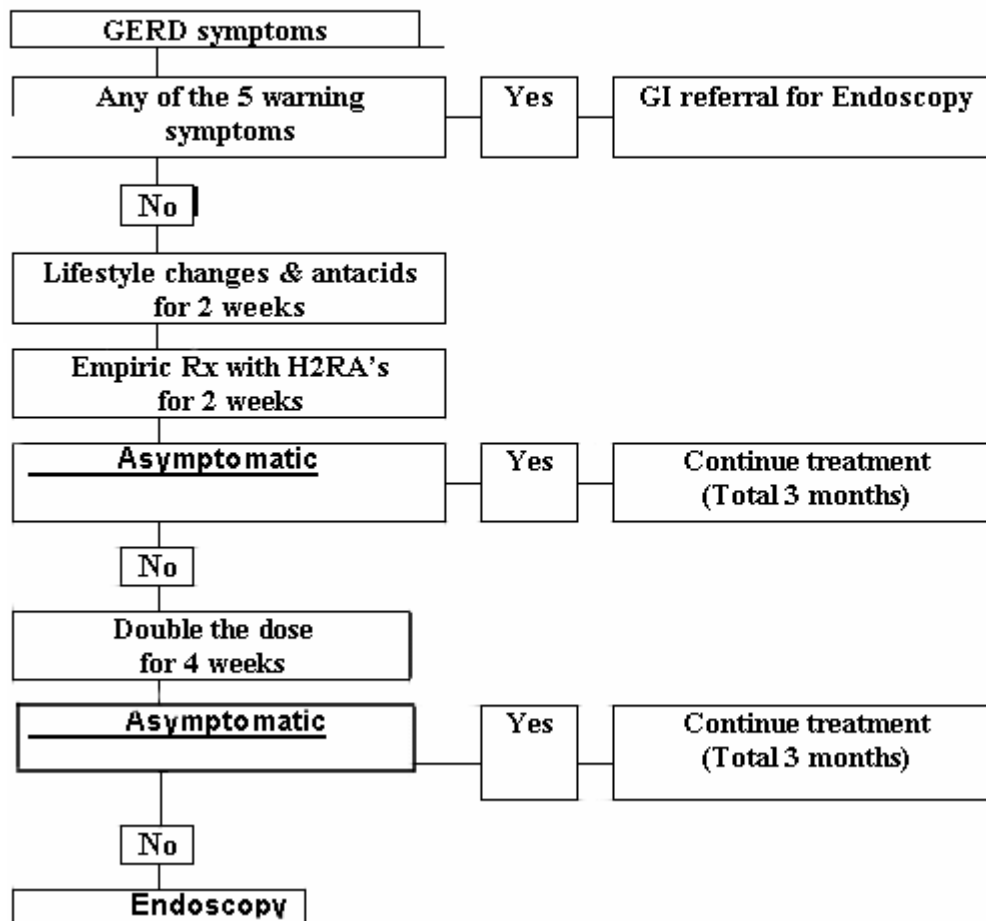 GERD symptoms
Any of the 5 warning
symptoms
Yes
GI referral for Endoscopy
No
Lifestyle changes & antacids
for 2 weeks
Empiric Rx with H2RA's
for 2 weeks
Asymptomatic
Yes
Continue treatment
(Total 3 months)
No
Double the dose
for 4 weeks
Asymptomatic
Yes
Continue treatment
(Total 3 months)
No
Endoscopy